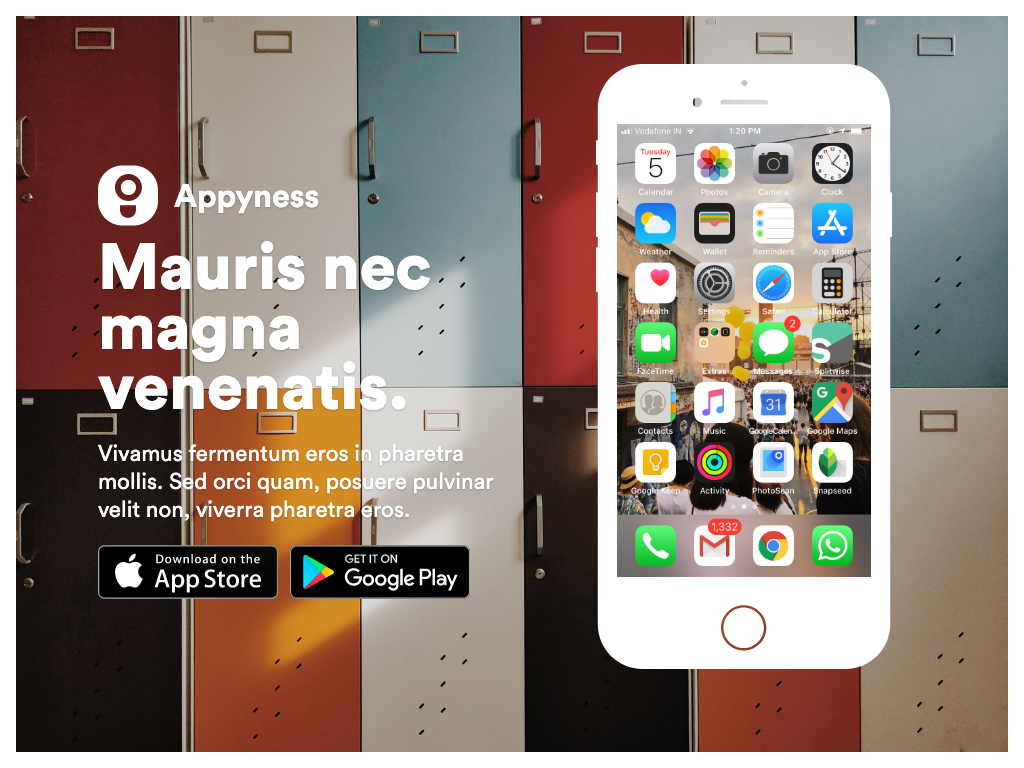 Appyness
Mauris nec
magna
venenatis.
Vivamus fermentum eros in pharetra
mollis. Sed orci quam, posuere pulvinar
velit non, viverra pharetra eros.
Download on the
App Store
GET IT ON
Google Play
Vodafone IN
1:20 PM
Tuesday
5
Calendar Photos Camera Clock
Weather Wallet Reminders App Store
Health Settings Safari Calculator
2
FaceTime Extras Messages Splitwise
31
G
Contacts Music GoogleCalen... Google Maps
Google Keep Activity PhotoScan Snapseed
1,332